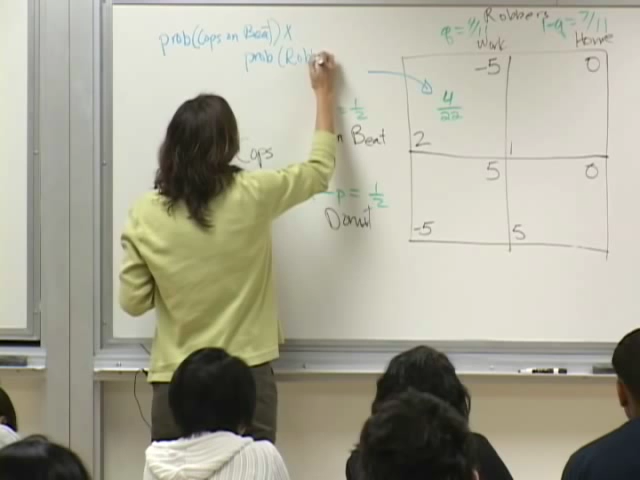 prob(Cops on Beat) X
prob(Rob
Robbers
q=4/11 1-q=7/11
Work Home
-5 0
4/22
2 1
= 1/2
n Beat
Cops
5 0
-p = 1/2
Donut
-5 5